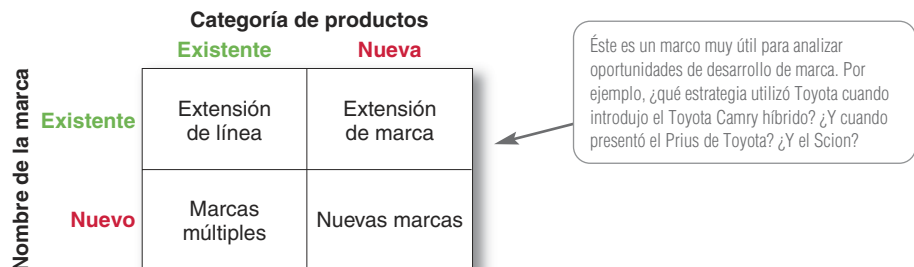 Categoría de productos
Existente Nueva
Nombre de la marca
Existente
Extensión
de línea
Extensión
de marca
Nuevo
Marcas
múltiples
Nuevas marcas
Éste es un marco muy útil para analizar
oportunidades de desarrollo de marca. Por
ejemplo, ¿qué estrategia utilizó Toyota cuando
introdujo el Toyota Camry híbrido? ¿Y cuando
presentó el Prius de Toyota? ¿Y el Scion?